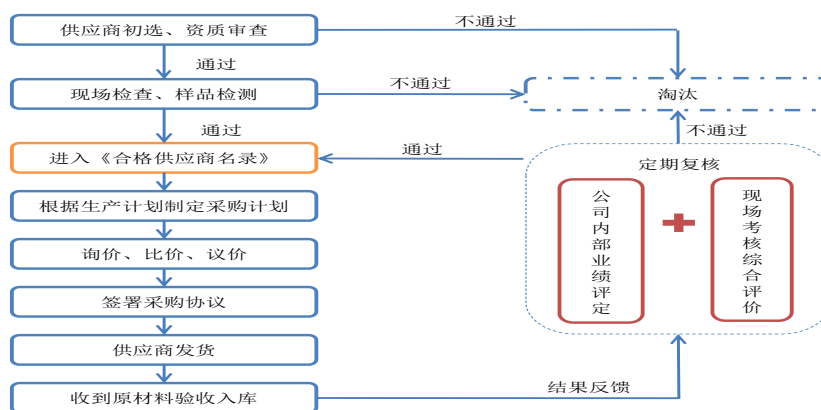 供应商初选、资质审查
不通过
通过
现场检查、样品检测
不通过
淘汰
通过
不通过
进入《合格供应商名录》
通过
定期复核
根据生产计划制定采购计划
公司内部业绩评定
现场考核综合评价
询价、比价、议价
签署采购协议
供应商发货
收到原材料验收入库
结果反馈